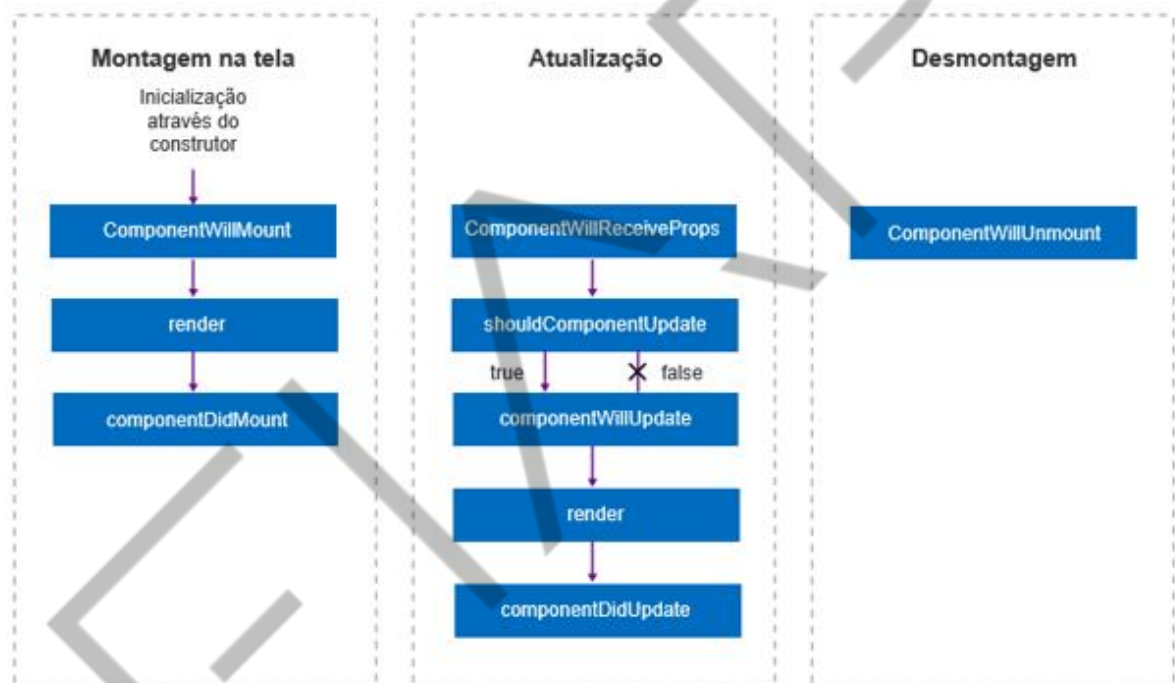 Montagem na tela
Inicialização
através do
construtor
ComponentWillMount
render
componentDidMount
Atualização
ComponentWillReceiveProps
shouldComponentUpdate
true
false
componentWillUpdate
render
componentDidUpdate
Desmontagem
ComponentWillUnmount